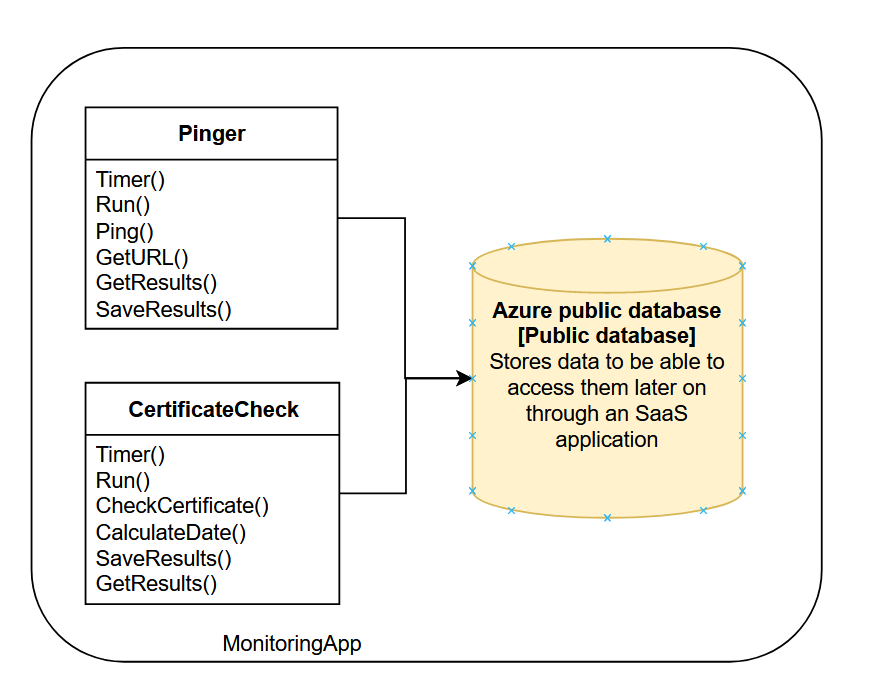 Pinger
Timer()
Run()
Ping()
GetURL()
GetResults()
SaveResults()
CertificateCheck
Timer()
Run()
CheckCertificate()
CalculateDate()
SaveResults()
GetResults()
Azure public database
[Public database]
Stores data to be able to
access them later on
through an SaaS
application
MonitoringApp